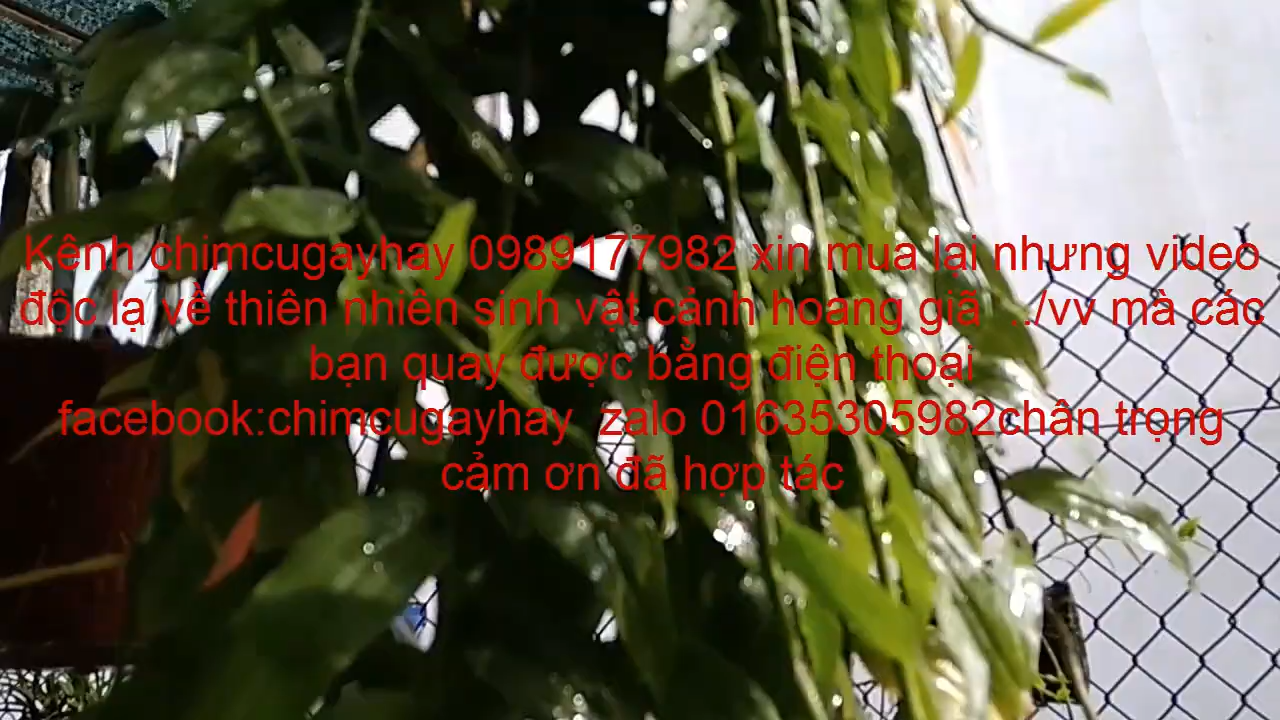 Kênh chimcugayhay 0989177982 xin mua lại nhưng video
độc lạ về thiên nhiên sinh vật cảnh hoang giã ../vv mà các
bạn quay được bằng điện thoại
facebook:chimcugayhay zalo 01635305982chân trọng
cảm ơn đã hợp tác